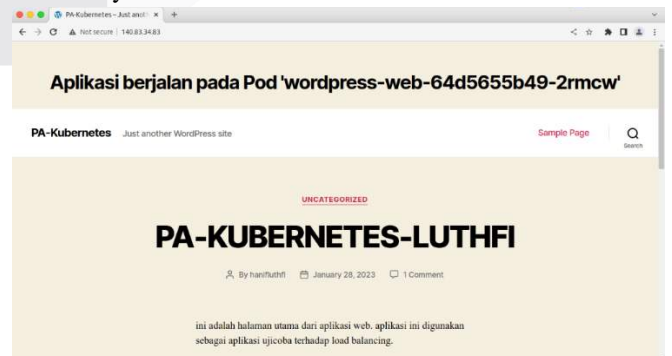 PA-Kubernetes – Just anoth
Not secure | 140.83.34.83
Aplikasi berjalan pada Pod 'wordpress-web-64d5655b49-2rmcw'
PA-Kubernetes Just another WordPress site Sample Page
Search
UNCATEGORIZED
PA-KUBERNETES-LUTHFI
By hanifluthfi January 28, 2023 1 Comment
ini adalah halaman utama dari aplikasi web. aplikasi ini digunakan
sebagai aplikasi ujicoba terhadap load balancing.